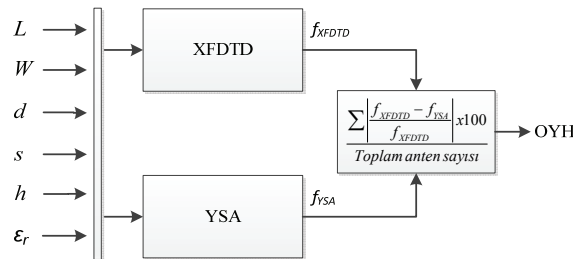 L
W
d
s
h
εr
XFDTD
YSA
fXFDTD
fYSA
∑|fXFDTD − fYSA / fXFDTD| x100
Toplam anten sayısı
OYH